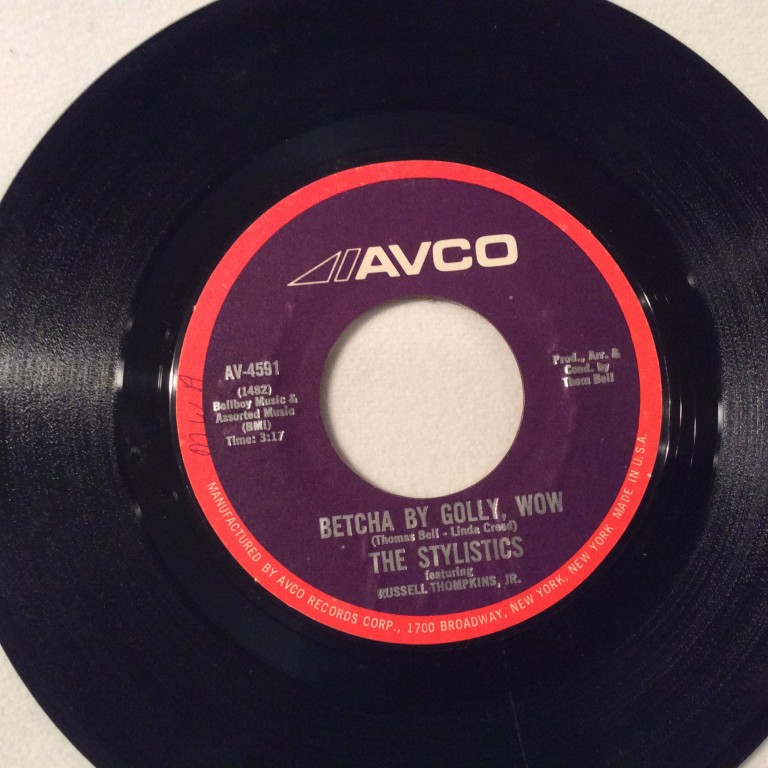 AVCO
AV-4591
(1482)
Bellboy Music &
Assorted Music
(BMI)
Time: 3:17
Prod., Arr. &
Cond. by
Thom Bell
BETCHA BY GOLLY, WOW
(Thomas Bell - Linda Creed)
THE STYLISTICS
featuring
RUSSELL THOMPKINS, JR.
MANUFACTURED BY AVCO RECORDS CORP., 1700 BROADWAY, NEW YORK, NEW YORK MADE IN U.S.A.